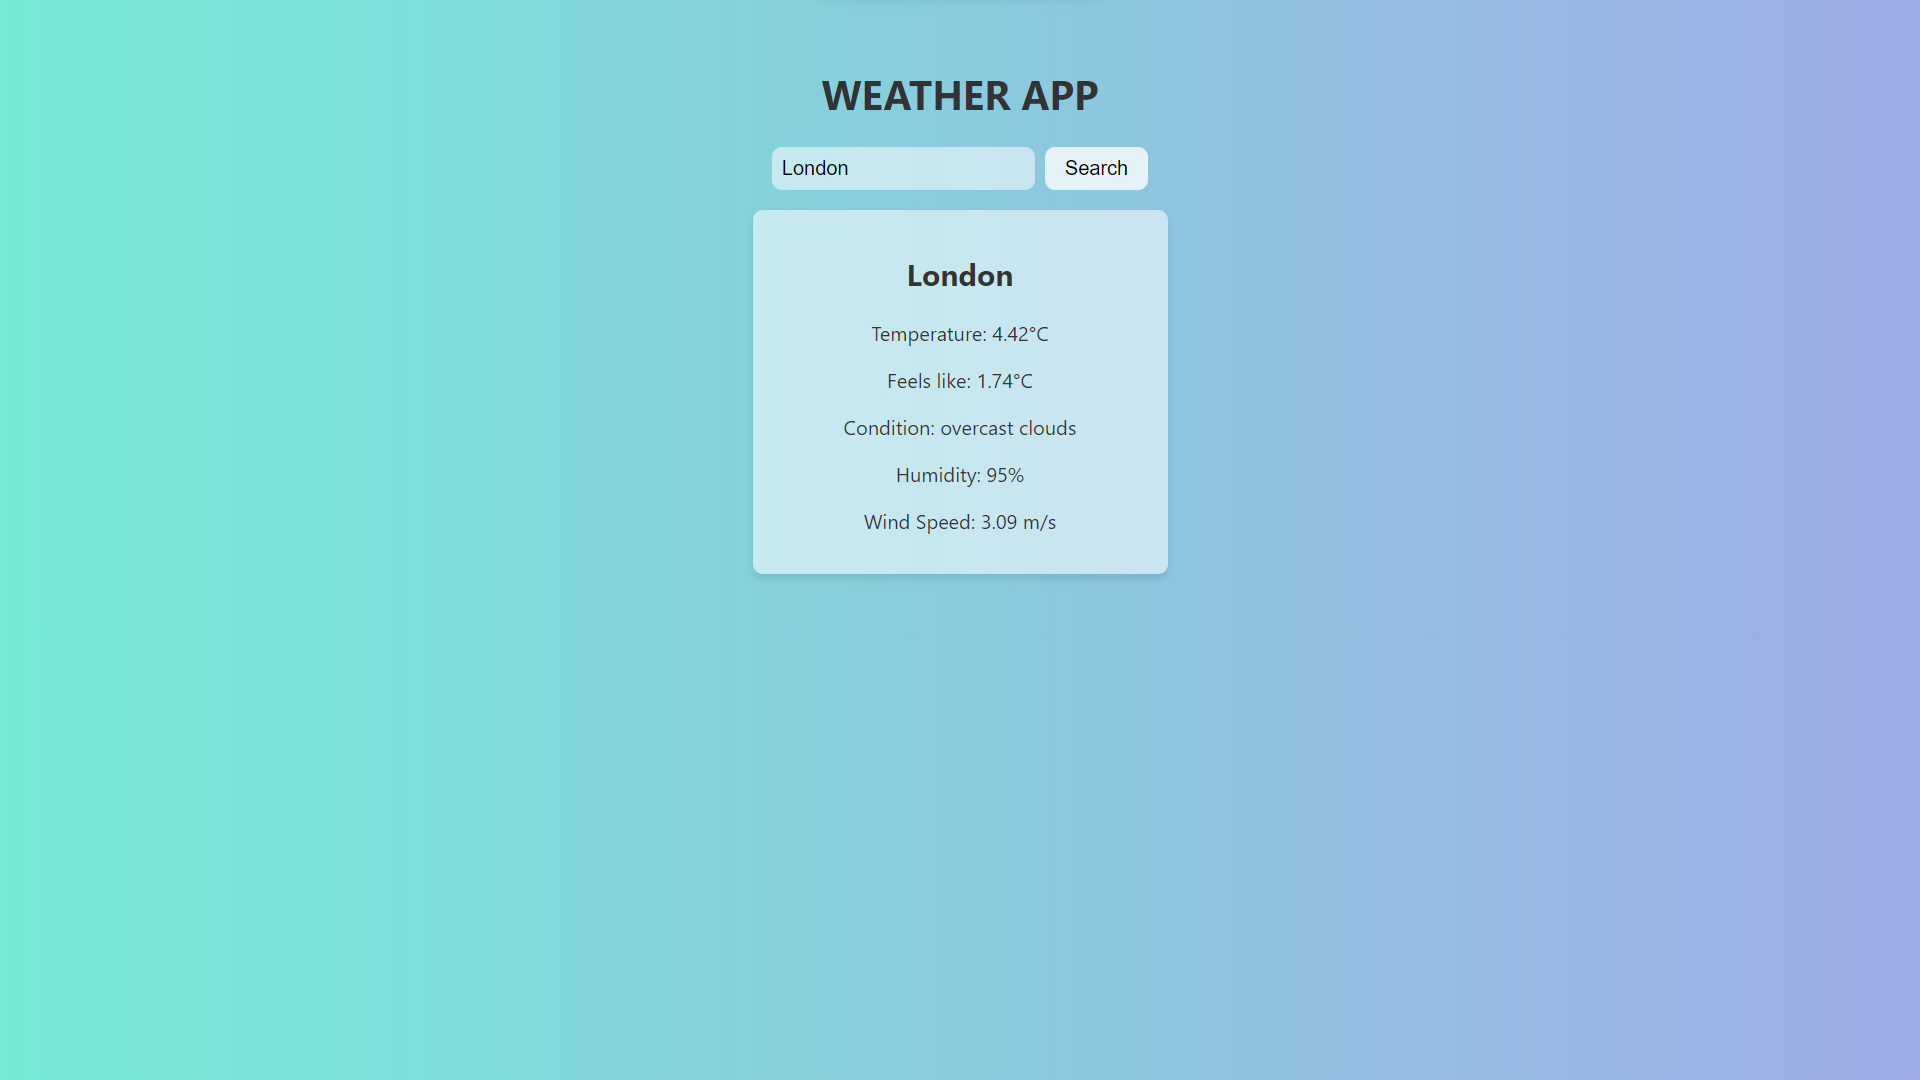 WEATHER APP
London Search
London
Temperature: 4.42°C
Feels like: 1.74°C
Condition: overcast clouds
Humidity: 95%
Wind Speed: 3.09 m/s